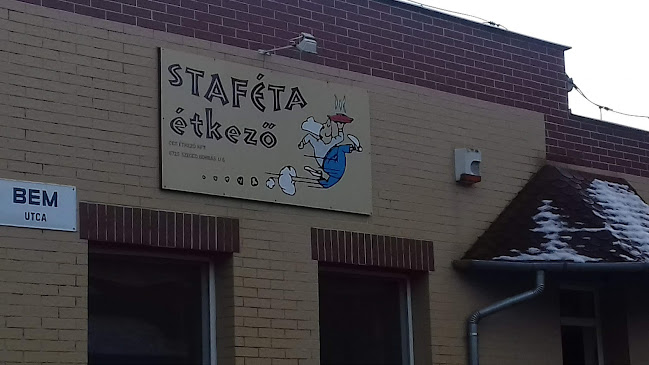 STAFÉTA
étkező
BEM
UTCA